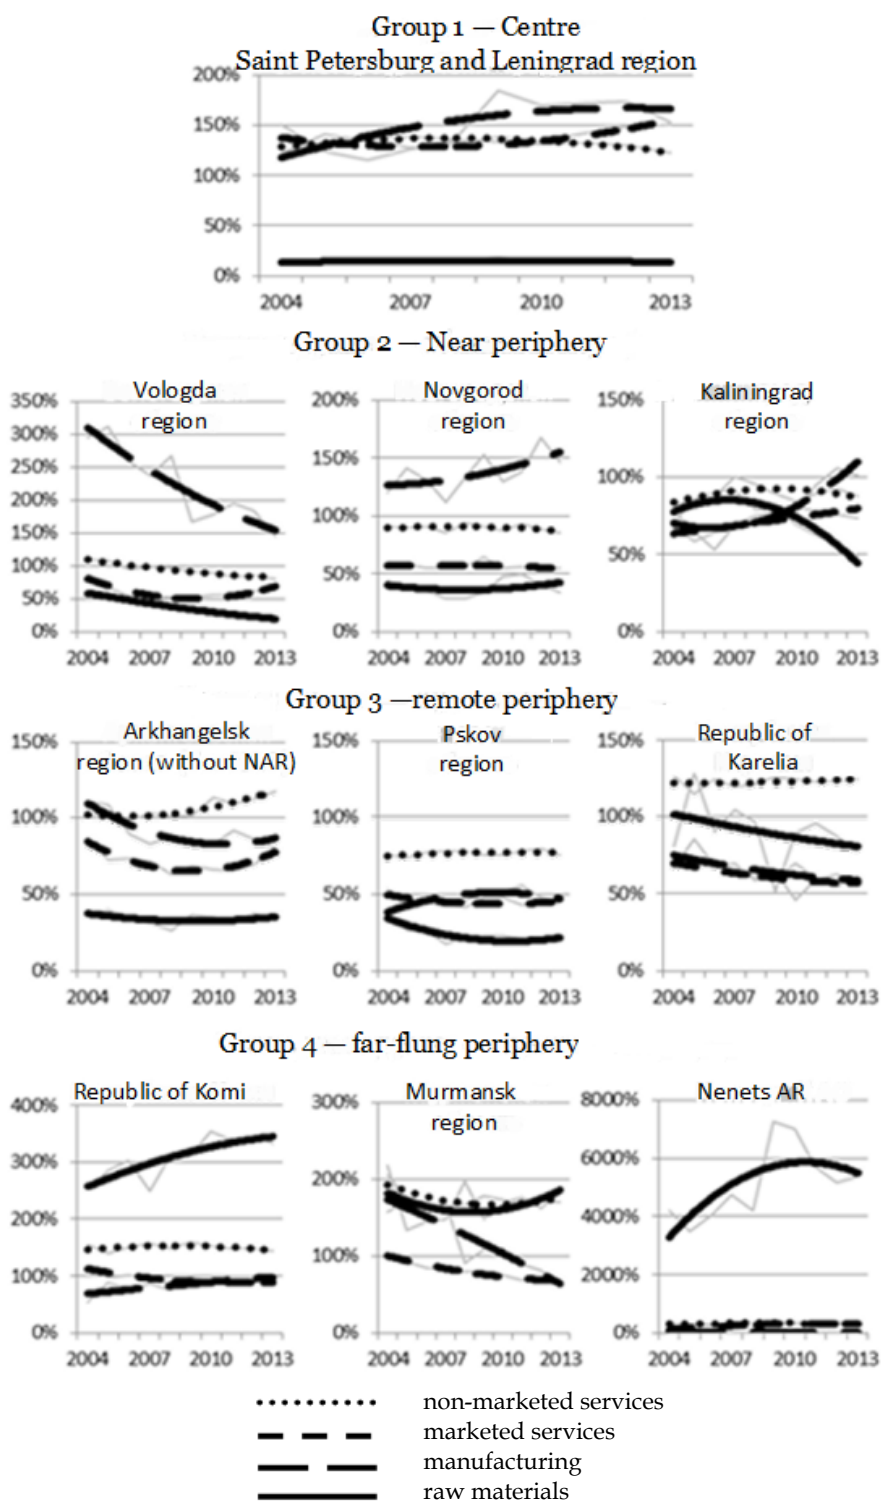 Group 1 — Centre
Saint Petersburg and Leningrad region
200%
150%
100%
50%
0%
2004 2007 2010 2013
Group 2 — Near periphery
Vologda
region
350%
300%
250%
200%
150%
100%
50%
0%
2004 2007 2010 2013
Novgorod
region
200%
150%
100%
50%
0%
2004 2007 2010 2013
Kaliningrad
region
150%
100%
50%
0%
2004 2007 2010 2013
Group 3 —remote periphery
Arkhangelsk
region (without NAR)
150%
100%
50%
0%
2004 2007 2010 2013
Pskov
region
150%
100%
50%
0%
2004 2007 2010 2013
Republic of
Karelia
150%
100%
50%
0%
2004 2007 2010 2013
Group 4 — far-flung periphery
Republic of Komi
400%
300%
200%
100%
0%
2004 2007 2010 2013
Murmansk
region
300%
200%
100%
0%
2004 2007 2010 2013
Nenets AR
8000%
6000%
4000%
2000%
0%
2004 2007 2010 2013
non-marketed services
marketed services
manufacturing
raw materials